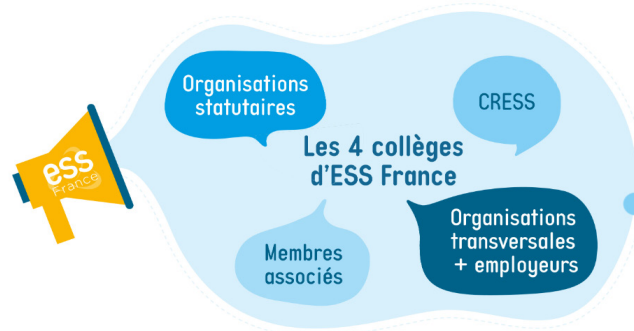 Organisations
statutaires
CRESS
ess
France
Les 4 collèges
d'ESS France
Organisations
transversales
+ employeurs
Membres
associés